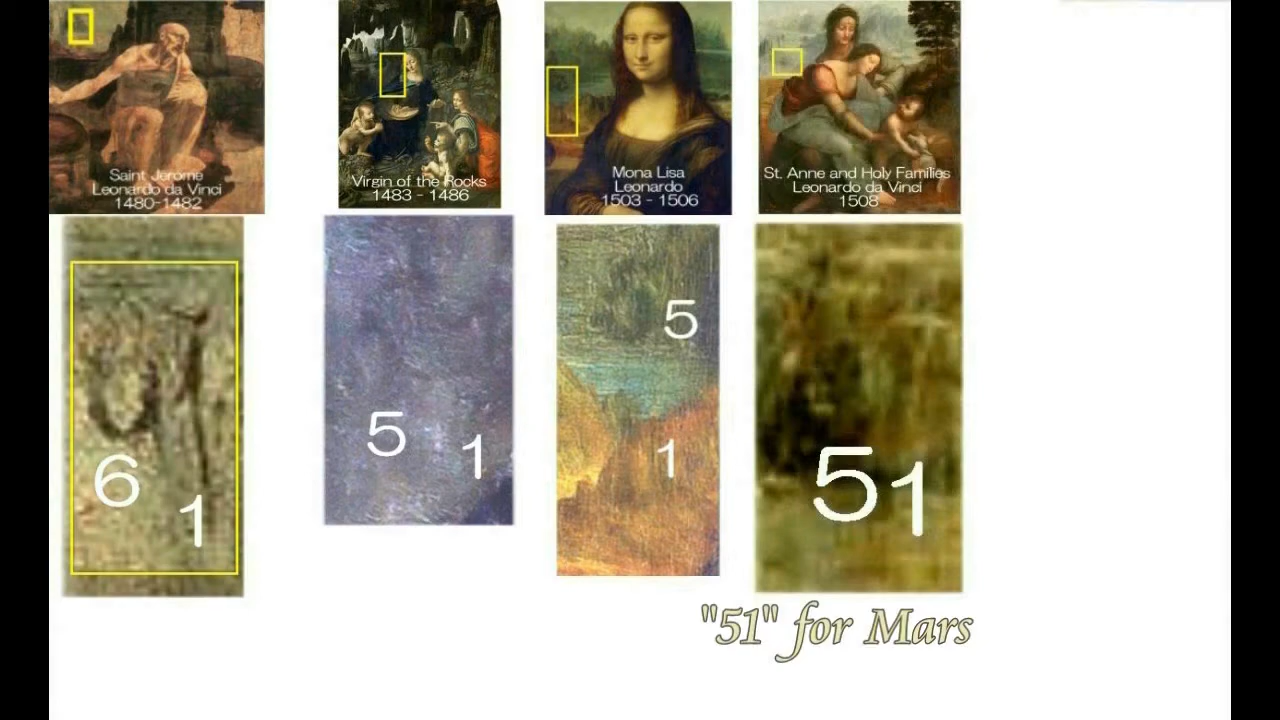 Saint Jerome
Leonardo da Vinci
1480-1482
Virgin of the Rocks
1483 - 1486
Mona Lisa
Leonardo
1503 - 1506
St. Anne and Holy Families
Leonardo da Vinci
1508
6
1
5
1
5
1
51
"51" for Mars